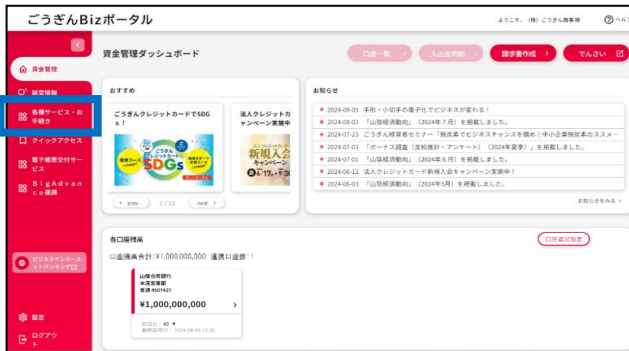 ごうぎんBizポータル
ようこそ、(株)ごうぎん商事様
ヘル
資金管理ダッシュボード
口座一覧 >
入出金明細 >
請求書作成 >
でんさい
資金管理
経営情報
各種サービス・お
手続き
クイックアクセス
電子帳票交付サー
ビス
BigAdvan
ce連携
ビジネスインターネ
ットバンキング
設定
ログアウ
ト
おすすめ
ごうぎんクレジットカードでSDG
s!
法人クレジットカ
ャンペーン実施中
SDGs
新規入会
キャンペーン
‹ prev
1/11
next ›
お知らせ
2024-08-05 手形・小切手の電子化でビジネスが変わる!
2024-08-02 「山陰経済動向」(2024年7月)を掲載しました。
2024-07-23 ごうぎん経営者セミナー「脱炭素でビジネスチャンスを掴め!中小企業脱炭素のススメ…
2024-07-03 「ボーナス調査(支給推計・アンケート)(2024年夏季)」を掲載しました。
2024-07-01 「山陰経済動向」(2024年6月)を掲載しました。
2024-06-12 法人クレジットカード新規入会キャンペーン実施中!
2024-06-03 「山陰経済動向」(2024年5月)を掲載しました。
お知らせをみる >
各口座残高
口座追加設定
口座残高合計:¥1,000,000,000 連携口座数:1
山陰合同銀行
本店営業部
普通 4507427
¥1,000,000,000 >
前日比 ¥0